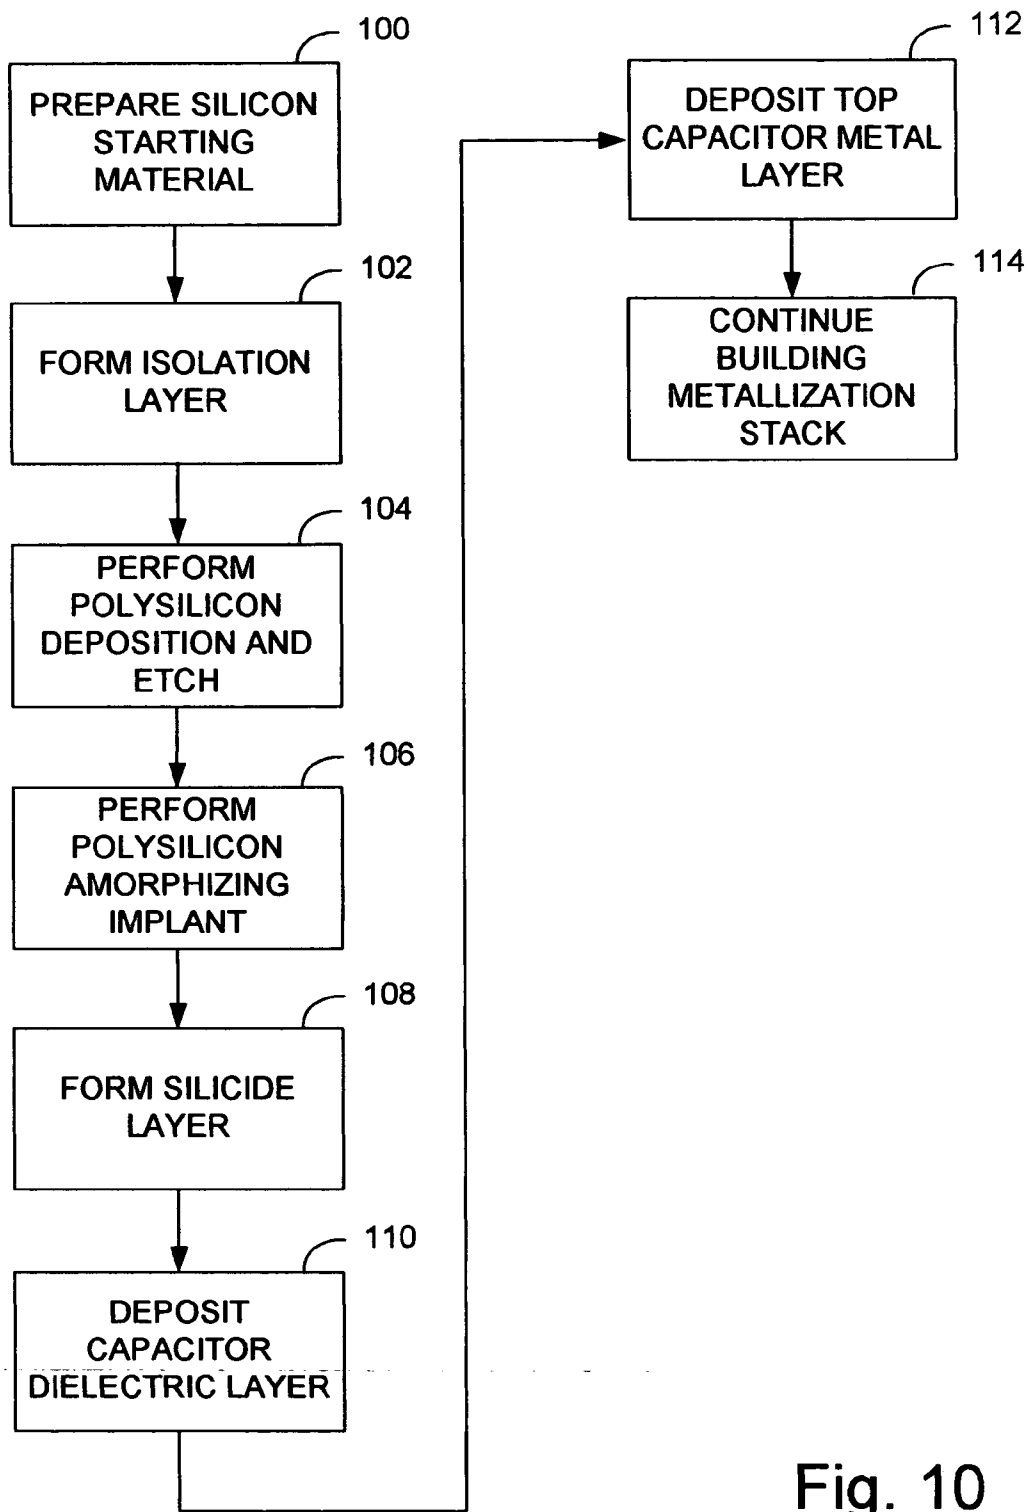 100
PREPARE SILICON
STARTING
MATERIAL
102
FORM ISOLATION
LAYER
104
PERFORM
POLYSILICON
DEPOSITION AND
ETCH
106
PERFORM
POLYSILICON
AMORPHIZING
IMPLANT
108
FORM SILICIDE
LAYER
110
DEPOSIT
CAPACITOR
DIELECTRIC LAYER
112
DEPOSIT TOP
CAPACITOR METAL
LAYER
114
CONTINUE
BUILDING
METALLIZATION
STACK
Fig. 10